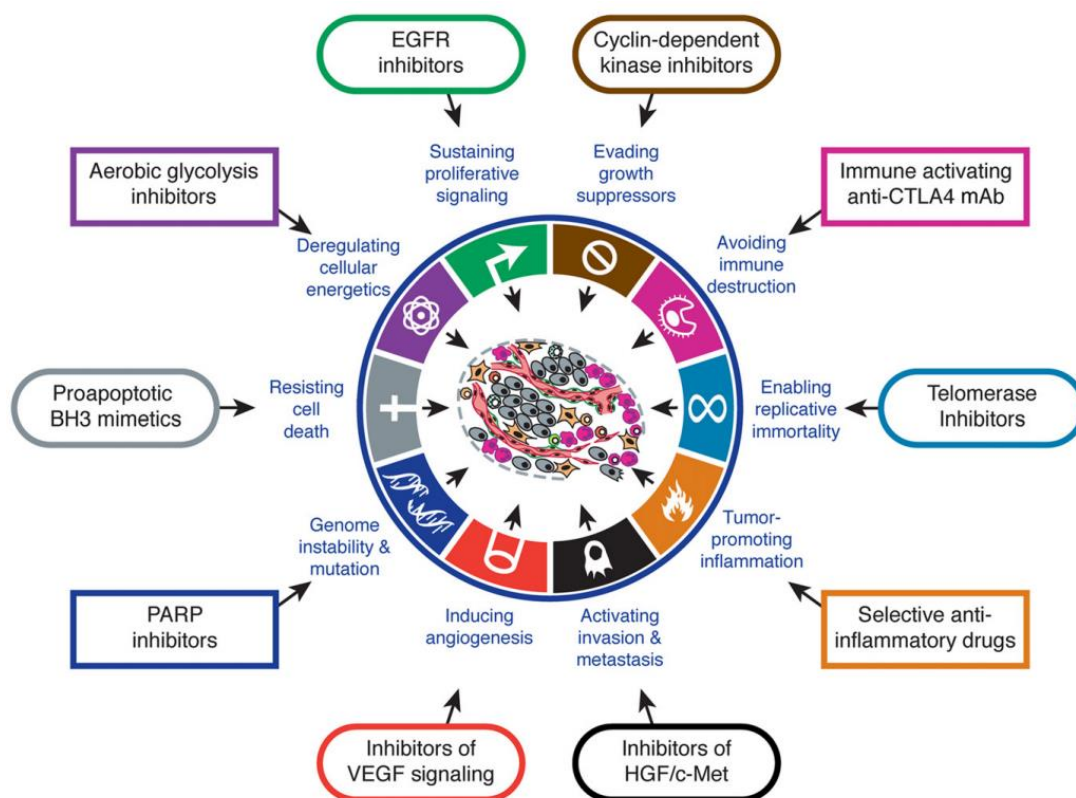 EGFR
inhibitors
Cyclin-dependent
kinase inhibitors
Sustaining
proliferative
signaling
Evading
growth
suppressors
Aerobic glycolysis
inhibitors
Immune activating
anti-CTLA4 mAb
Deregulating
cellular
energetics
Avoiding
immune
destruction
Proapoptotic
BH3 mimetics
Resisting
cell
death
Enabling
replicative
immortality
Telomerase
Inhibitors
Genome
instability &
mutation
Tumor-
promoting
inflammation
PARP
inhibitors
Inducing
angiogenesis
Activating
invasion &
metastasis
Selective anti-
inflammatory drugs
Inhibitors of
VEGF signaling
Inhibitors of
HGF/c-Met